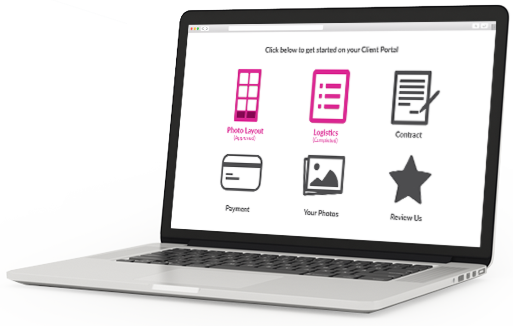 Click below to get started on your Client Portal
Photo Layout
(Approved)
Logistics
(Completed)
Contract
Payment
Your Photos
Review Us